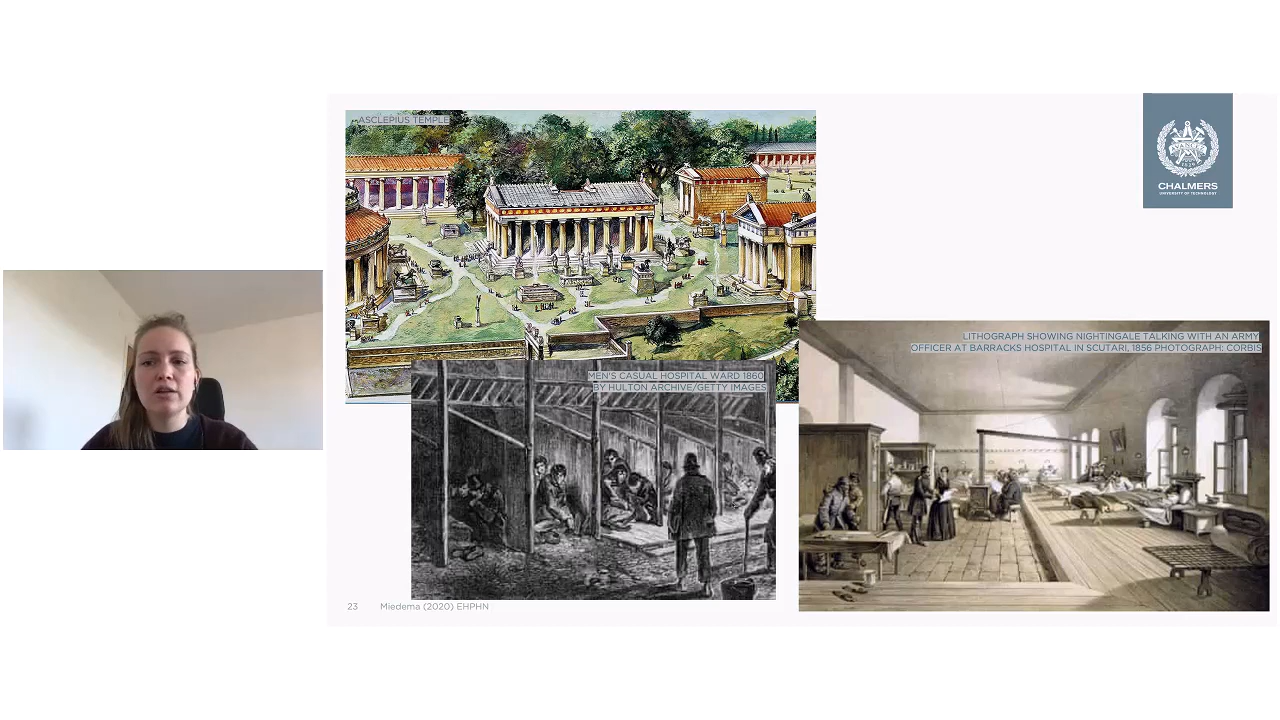 ASCLEPIUS TEMPLE
CHALMERS
UNIVERSITY OF TECHNOLOGY
LITHOGRAPH SHOWING NIGHTINGALE TALKING WITH AN ARMY
OFFICER AT BARRACKS HOSPITAL IN SCUTARI, 1856 PHOTOGRAPH: CORBIS
MEN'S CASUAL HOSPITAL WARD 1860
BY HULTON ARCHIVE/GETTY IMAGES
23 Miedema (2020) EHPHN